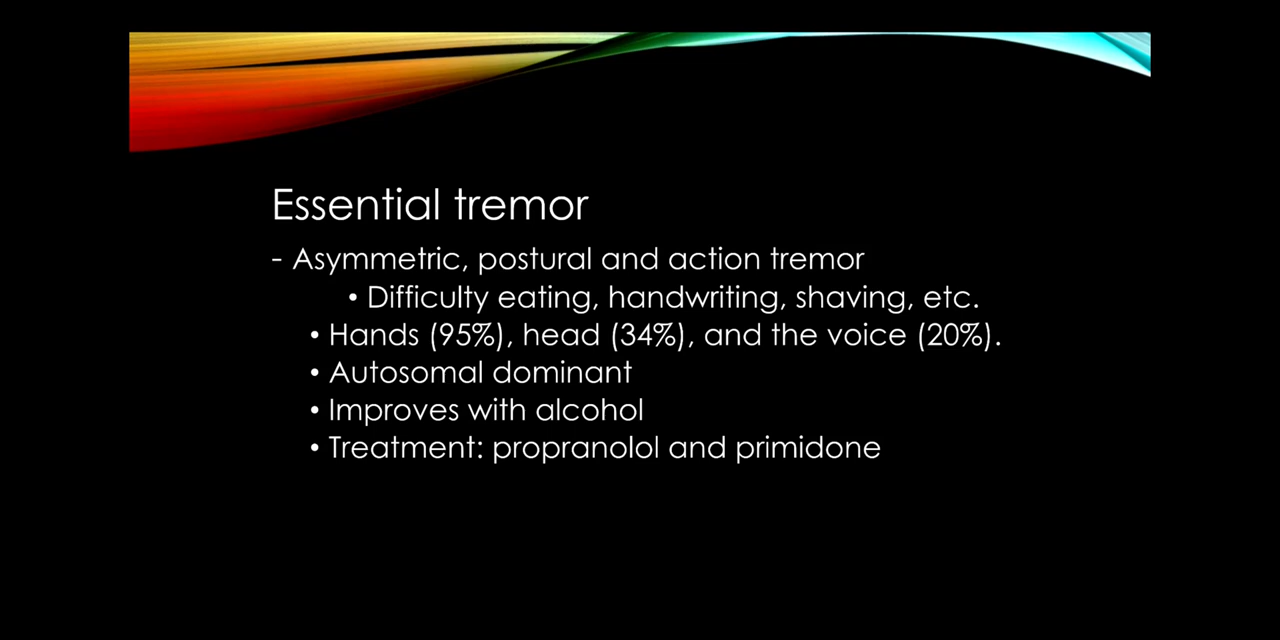 Essential tremor
- Asymmetric, postural and action tremor
• Difficulty eating, handwriting, shaving, etc.
• Hands (95%), head (34%), and the voice (20%).
• Autosomal dominant
• Improves with alcohol
• Treatment: propranolol and primidone